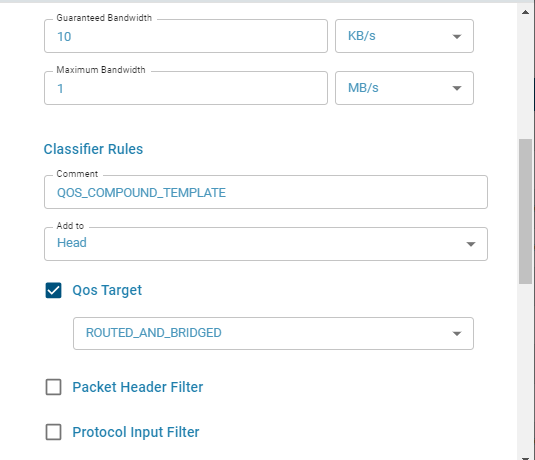 Guaranteed Bandwidth
10 KB/s
Maximum Bandwidth
1 MB/s
Classifier Rules
Comment
QOS_COMPOUND_TEMPLATE
Add to
Head
Qos Target
ROUTED_AND_BRIDGED
Packet Header Filter
Protocol Input Filter